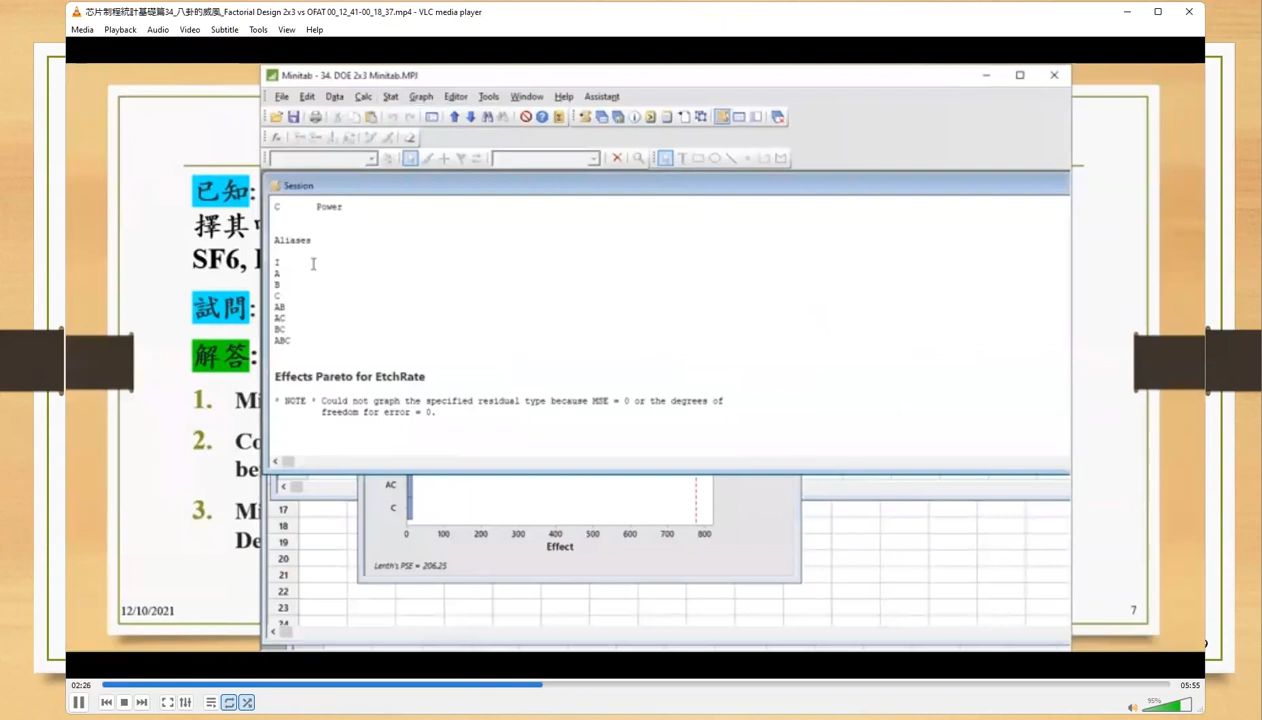 芯片制程統計基礎篇34_八卦的威風_Factorial Design 2x3 vs OFAT 00_12_41-00_18_37.mp4 - VLC media player
Media Playback Audio Video Subtitle Tools View Help
Minitab - 34. DOE 2x3 Minitab.MPJ
File Edit Data Calc Stat Graph Editor Tools Window Help Assistant
Session
C Power
Aliases
I
A
B
C
AB
AC
BC
ABC
Effects Pareto for EtchRate
* NOTE * Could not graph the specified residual type because MSE = 0 or the degrees of
freedom for error = 0.
已知:
擇其
SF6,
試問:
解答:
1. Mi
2. Co
be
3. Mi
De
AC
C
0 100 200 300 400 500 600 700 800
Effect
Lenth's PSE = 206.25
17
18
19
20
21
22
23
24
12/10/2021
7
02:26
05:55
95%